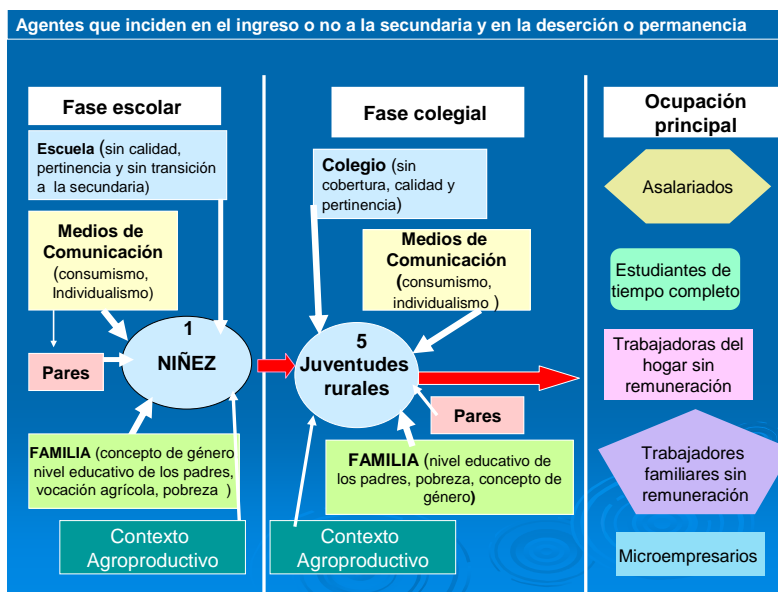 Agentes que inciden en el ingreso o no a la secundaria y en la deserción o permanencia
Fase escolar
Escuela (sin calidad,
pertinencia y sin transición
a la secundaria)
Medios de
Comunicación
(consumismo,
Individualismo)
Pares
1
NIÑEZ
FAMILIA (concepto de género
nivel educativo de los padres,
vocación agrícola, pobreza )
Contexto
Agroproductivo
Fase colegial
Colegio (sin
cobertura, calidad y
pertinencia)
Medios de
Comunicación
(consumismo,
individualismo )
5
Juventudes
rurales
Pares
FAMILIA (nivel educativo de
los padres, pobreza, concepto de
género)
Contexto
Agroproductivo
Ocupación
principal
Asalariados
Estudiantes de
tiempo completo
Trabajadoras del
hogar sin
remuneración
Trabajadores
familiares sin
remuneración
Microempresarios